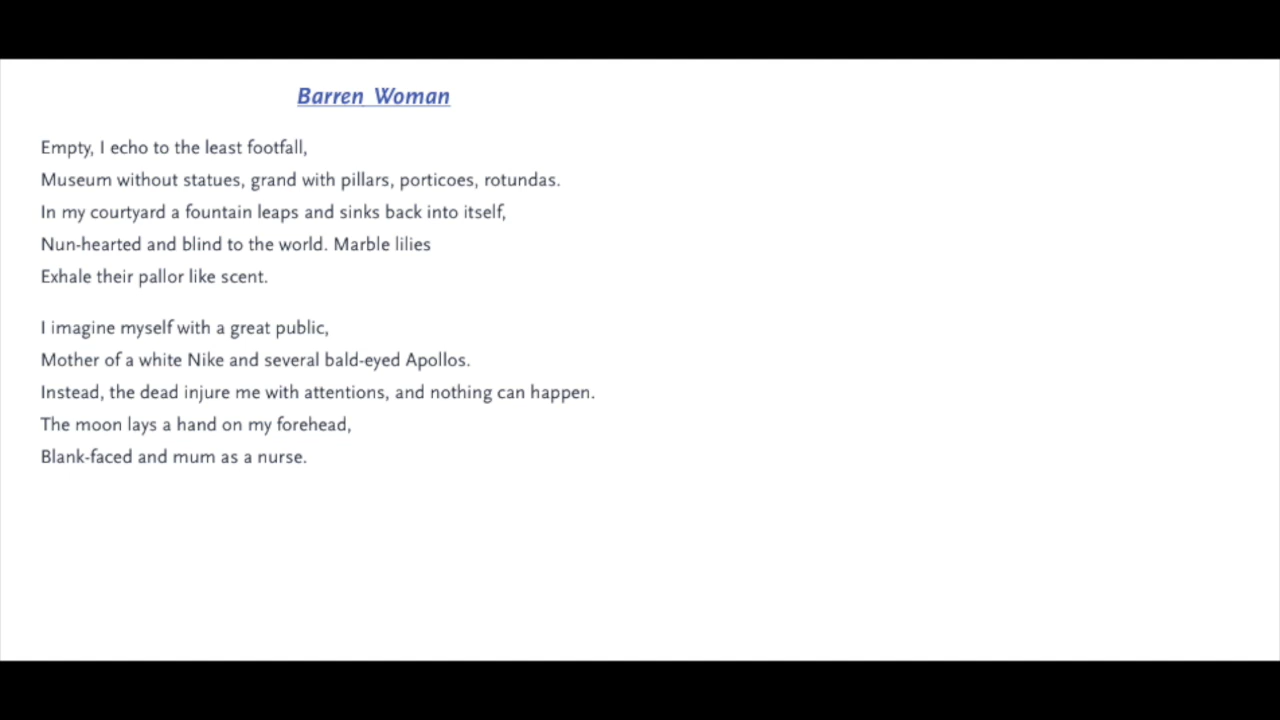 Barren Woman
Empty, I echo to the least footfall,
Museum without statues, grand with pillars, porticoes, rotundas.
In my courtyard a fountain leaps and sinks back into itself,
Nun-hearted and blind to the world. Marble lilies
Exhale their pallor like scent.
I imagine myself with a great public,
Mother of a white Nike and several bald-eyed Apollos.
Instead, the dead injure me with attentions, and nothing can happen.
The moon lays a hand on my forehead,
Blank-faced and mum as a nurse.